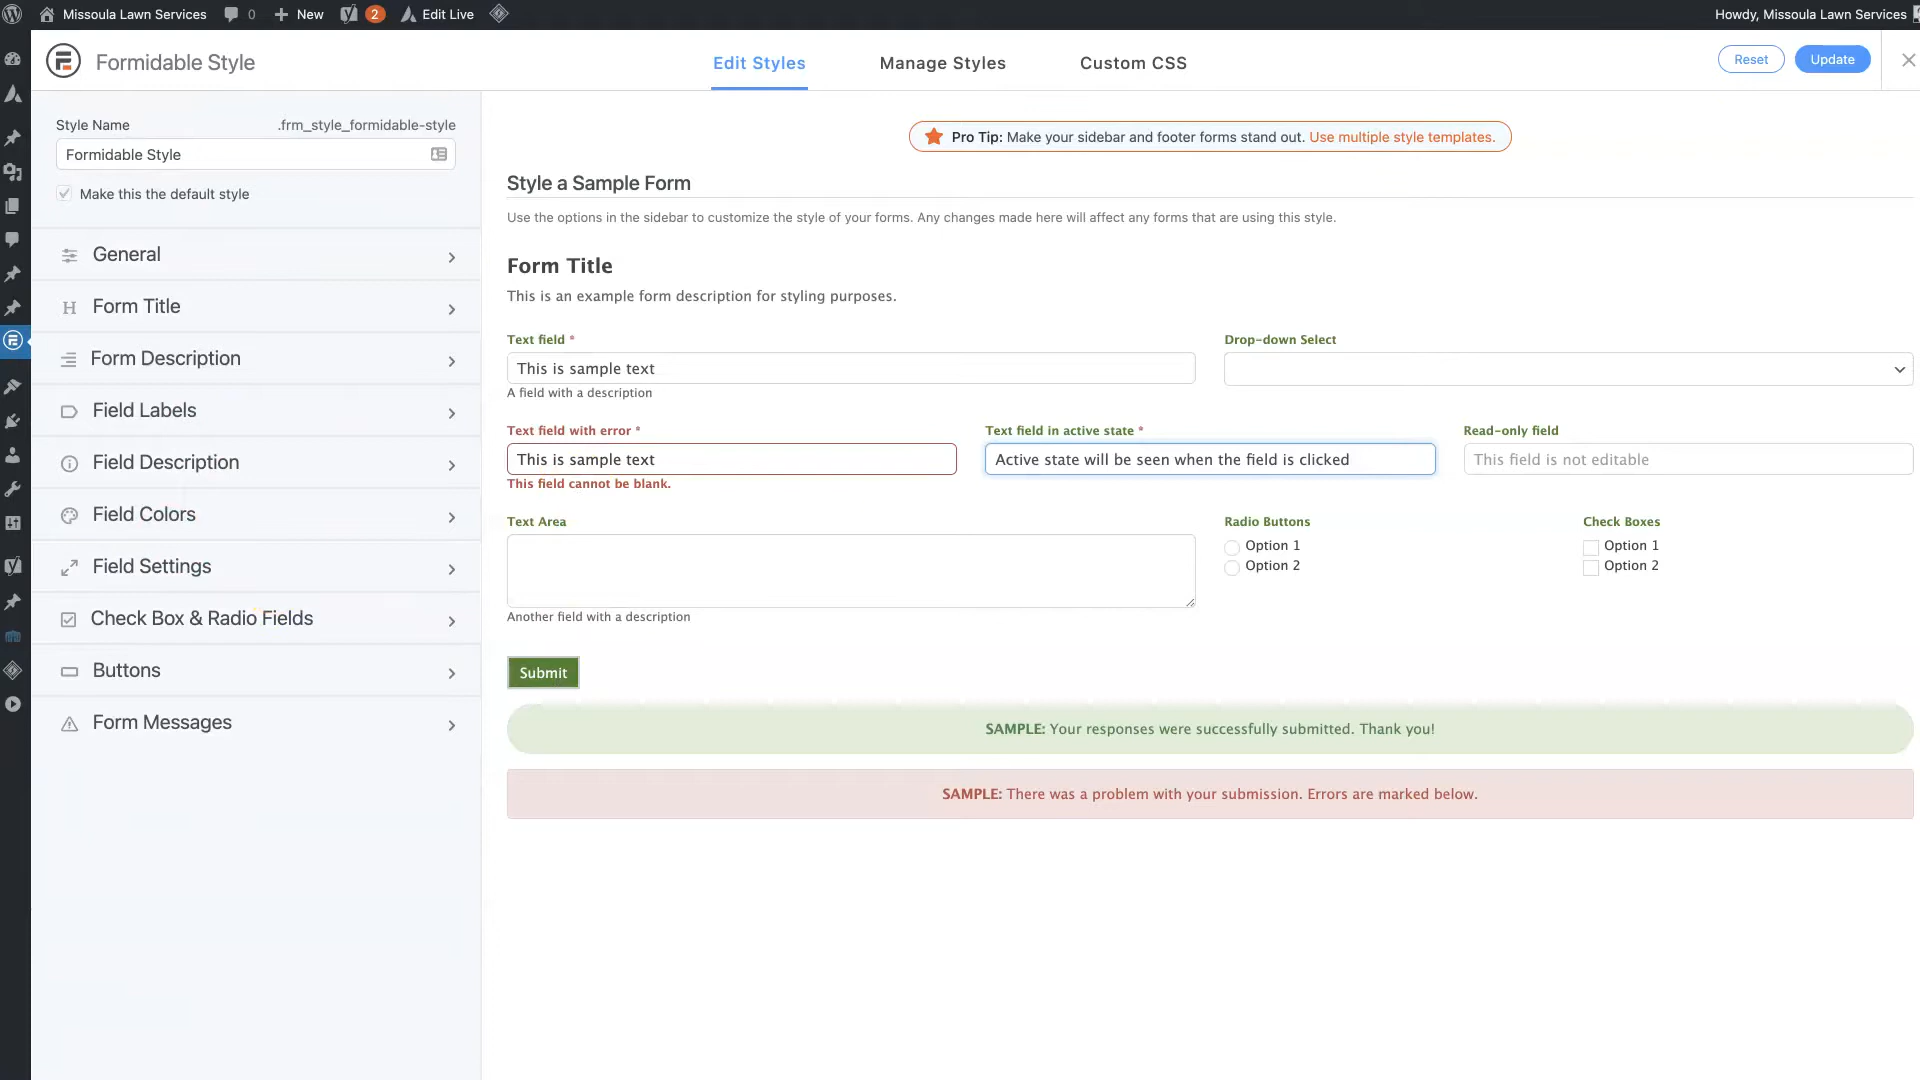 Missoula Lawn Services 0 New 2 Edit Live Howdy, Missoula Lawn Services
Formidable Style Edit Styles Manage Styles Custom CSS Reset Update
Style Name .frm_style_formidable-style
Formidable Style
Make this the default style
General
Form Title
Form Description
Field Labels
Field Description
Field Colors
Field Settings
Check Box & Radio Fields
Buttons
Form Messages
Pro Tip: Make your sidebar and footer forms stand out. Use multiple style templates.
Style a Sample Form
Use the options in the sidebar to customize the style of your forms. Any changes made here will affect any forms that are using this style.
Form Title
This is an example form description for styling purposes.
Text field * Drop-down Select
This is sample text
A field with a description
Text field with error * Text field in active state * Read-only field
This is sample text Active state will be seen when the field is clicked This field is not editable
This field cannot be blank.
Text Area Radio Buttons Check Boxes
Option 1 Option 1
Option 2 Option 2
Another field with a description
Submit
SAMPLE: Your responses were successfully submitted. Thank you!
SAMPLE: There was a problem with your submission. Errors are marked below.